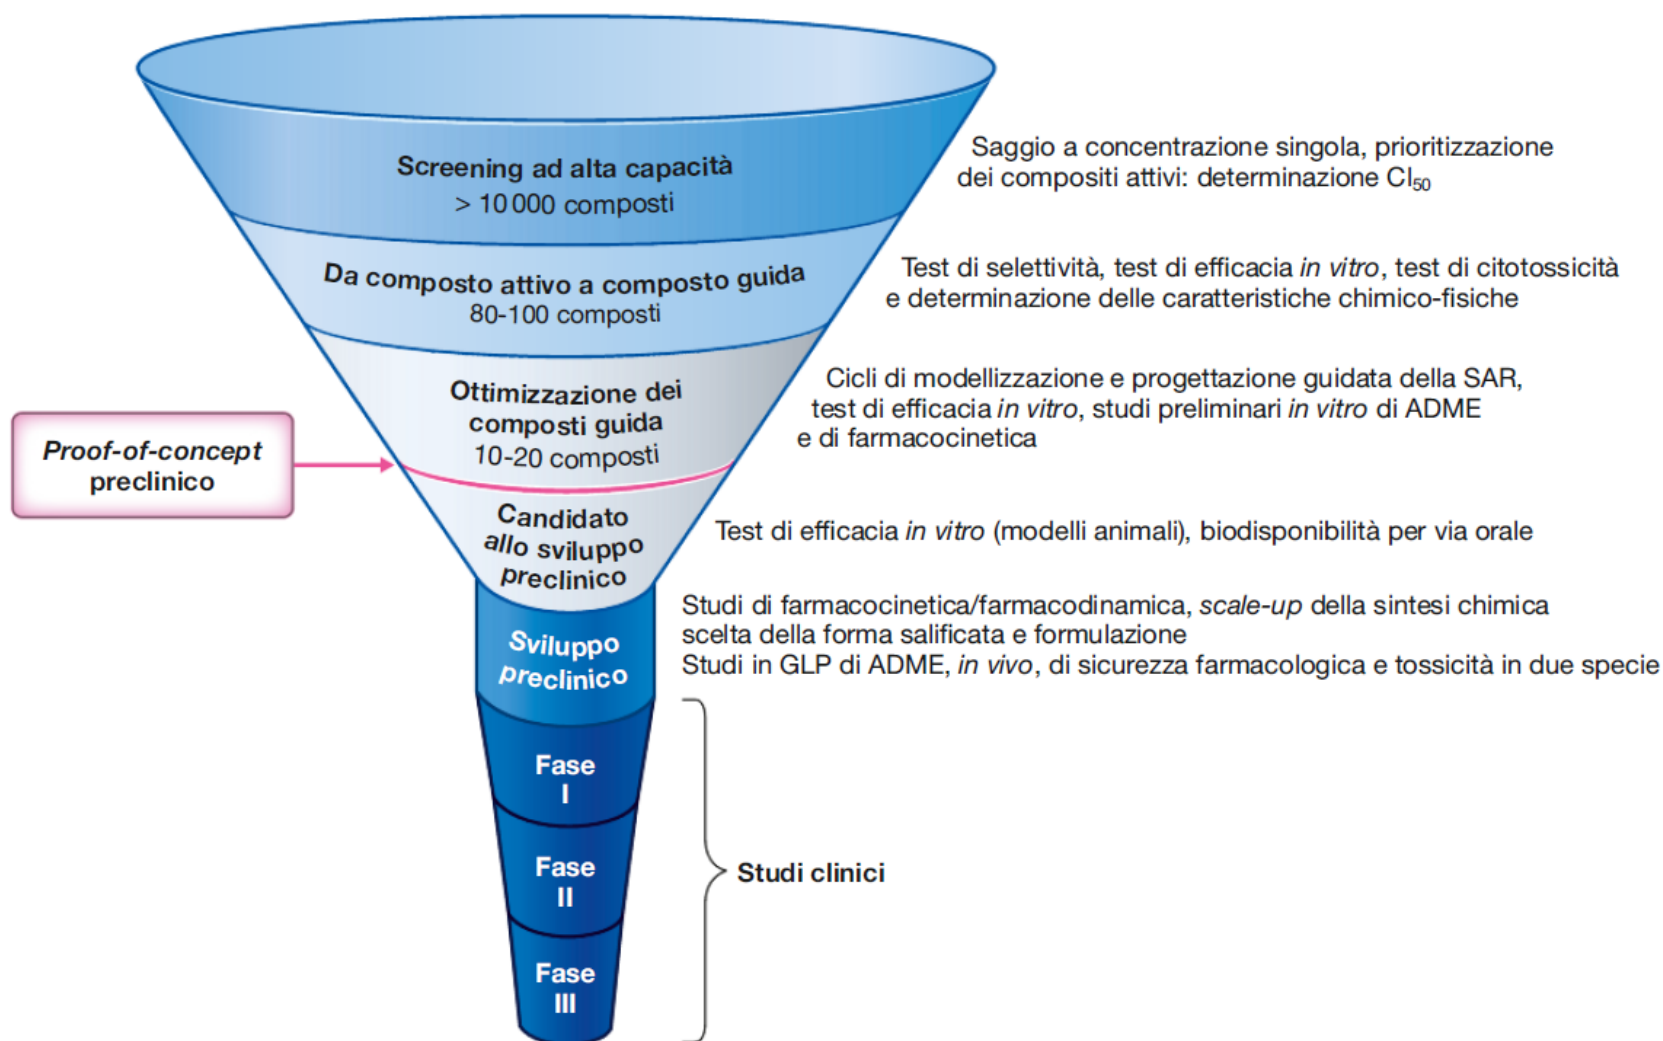 Screening ad alta capacità
> 10 000 composti
Saggio a concentrazione singola, prioritizzazione
dei compositi attivi: determinazione CI₅₀
Da composto attivo a composto guida
80-100 composti
Test di selettività, test di efficacia in vitro, test di citotossicità
e determinazione delle caratteristiche chimico-fisiche
Ottimizzazione dei
composti guida
10-20 composti
Cicli di modellizzazione e progettazione guidata della SAR,
test di efficacia in vitro, studi preliminari in vitro di ADME
e di farmacocinetica
Proof-of-concept
preclinico
Candidato
allo sviluppo
preclinico
Test di efficacia in vitro (modelli animali), biodisponibilità per via orale
Sviluppo
preclinico
Studi di farmacocinetica/farmacodinamica, scale-up della sintesi chimica
scelta della forma salificata e formulazione
Studi in GLP di ADME, in vivo, di sicurezza farmacologica e tossicità in due specie
Fase
I
Fase
II
Fase
III
Studi clinici